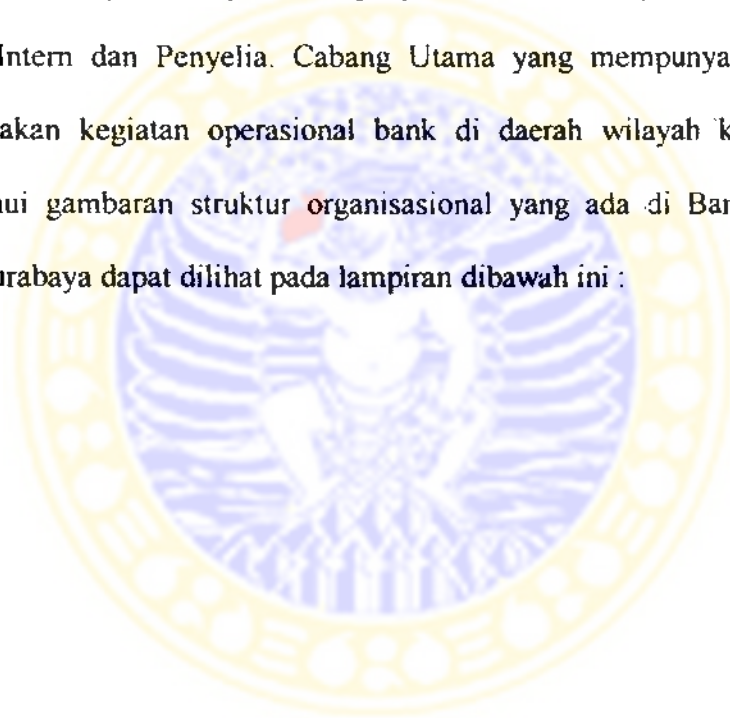 Intern dan Penyelia. Cabang Utama yang mempunya
akan kegiatan operasional bank di daerah wilayah k
ui gambaran struktur organisasional yang ada di Ba
urabaya dapat dilihat pada lampiran dibawah ini :